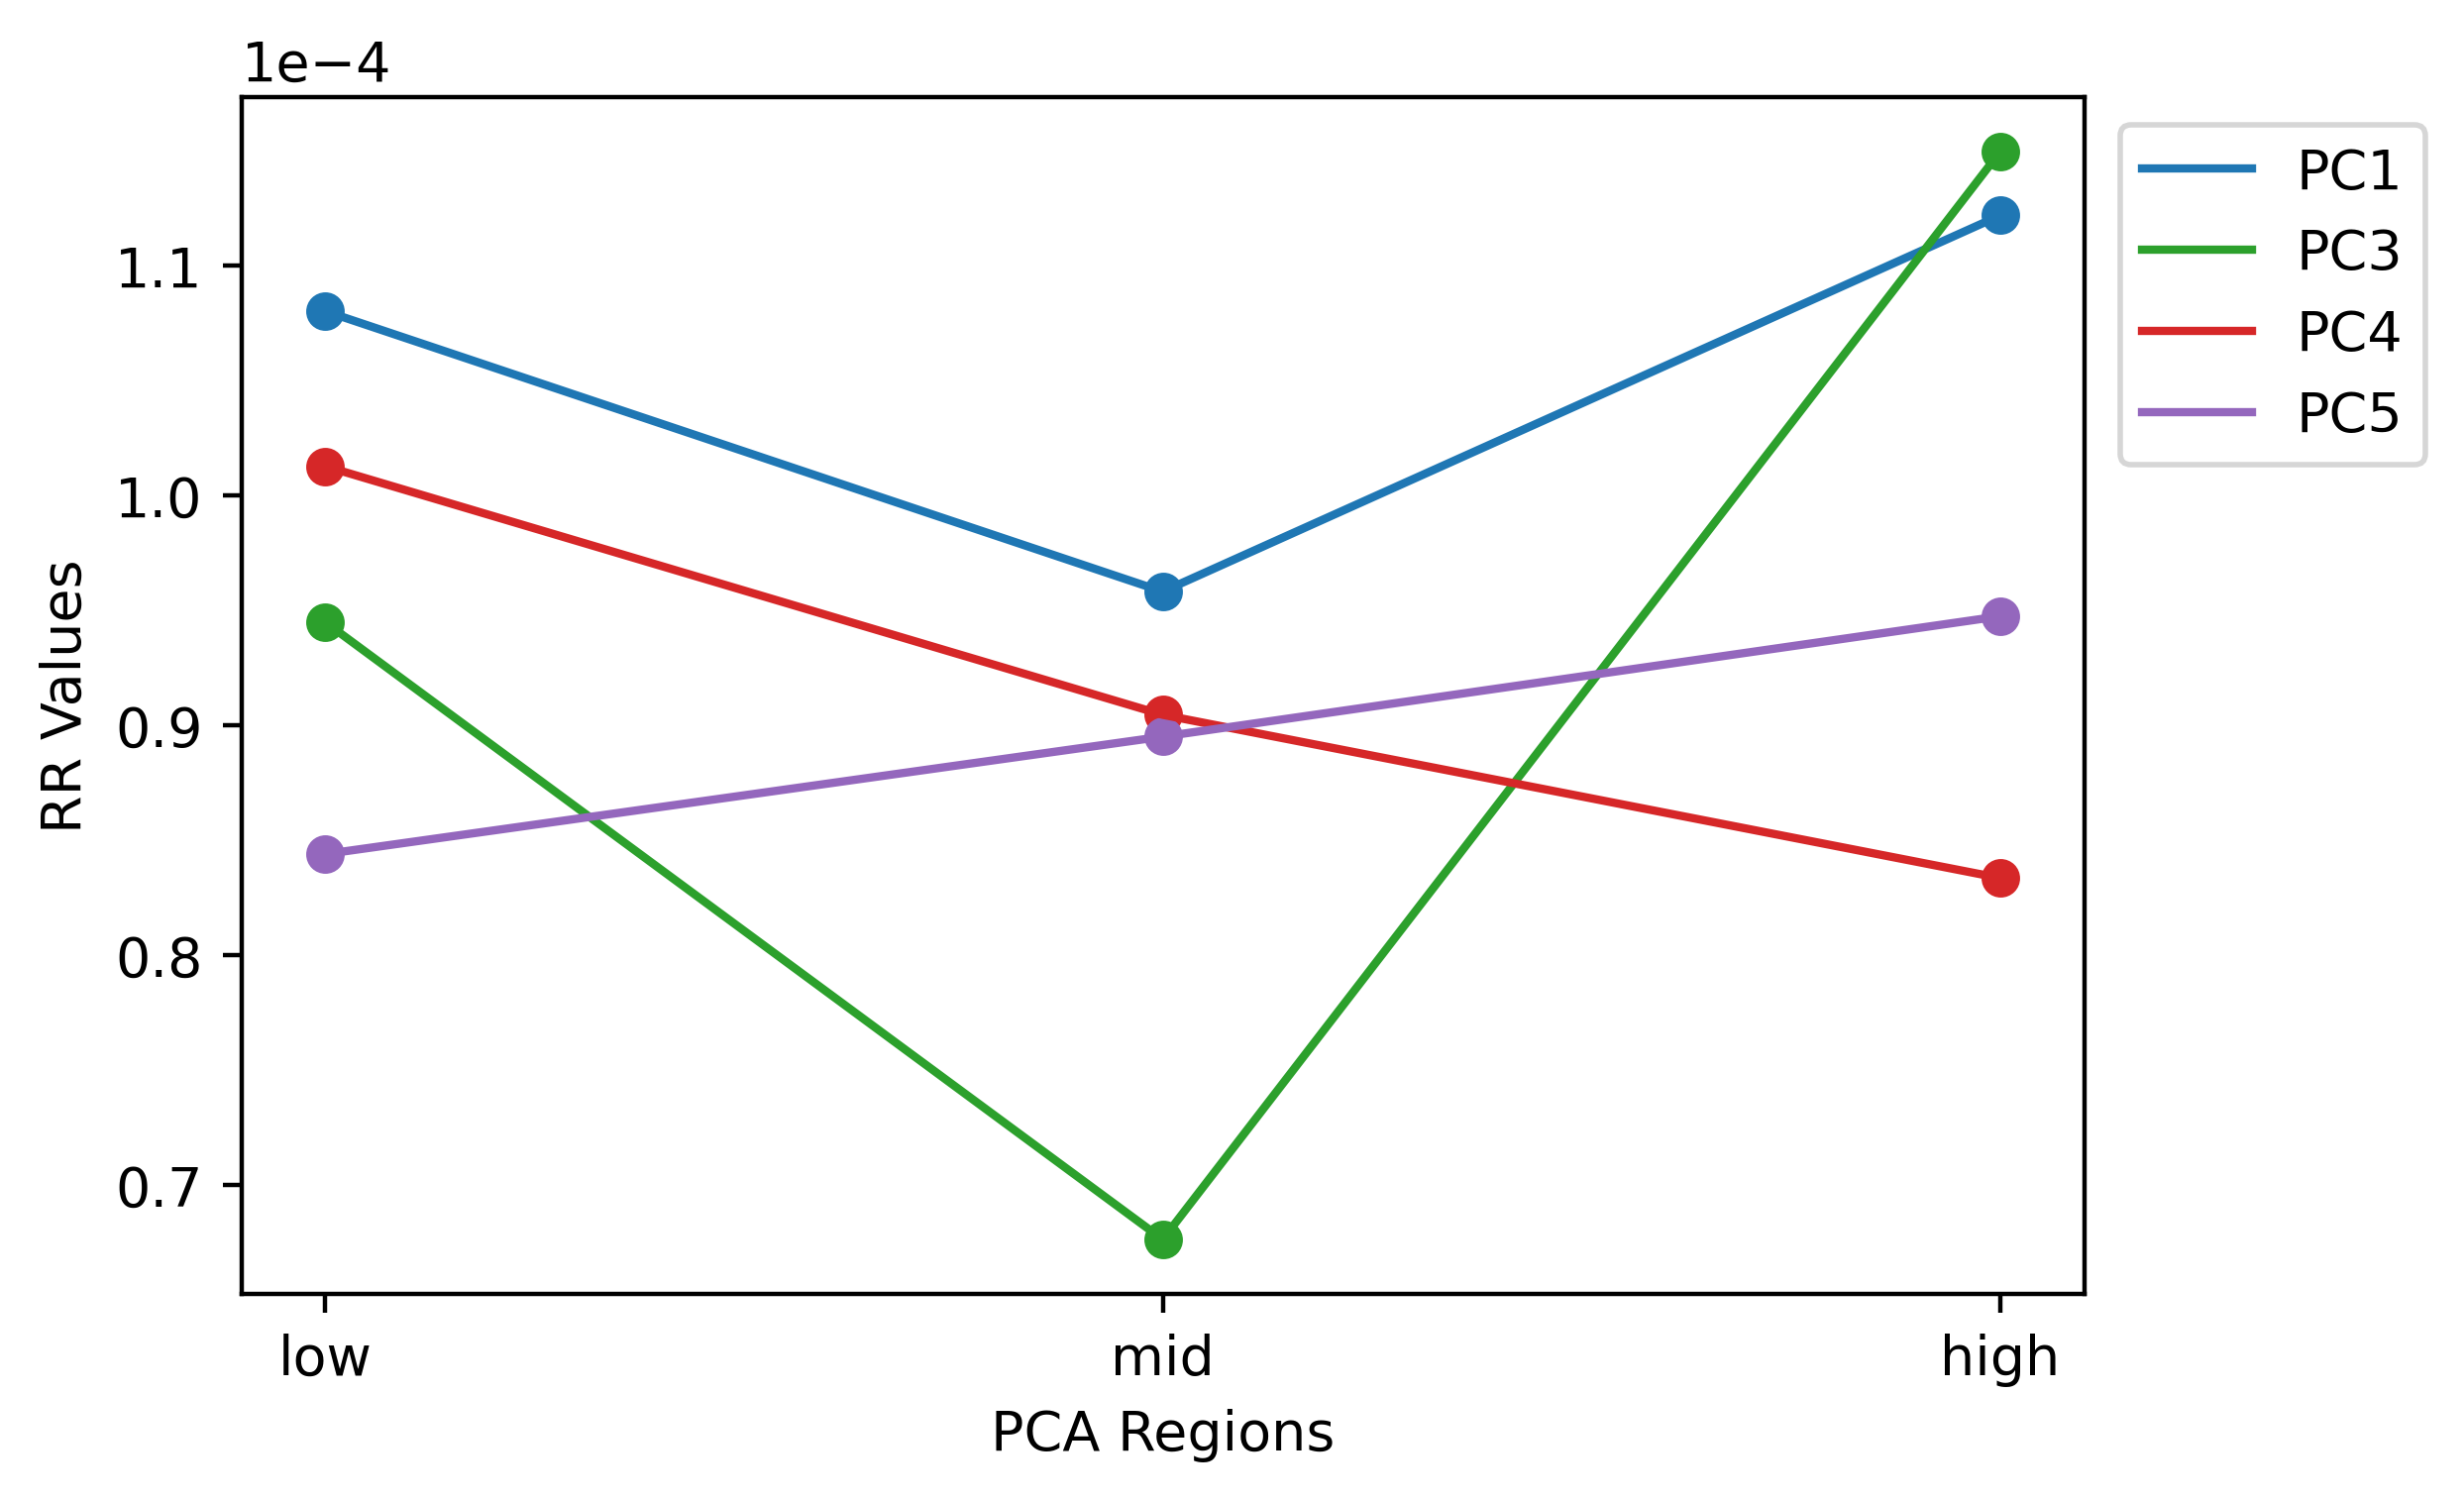 1e−4
1.1
1.0
0.9
0.8
0.7
RR Values
low
mid
high
PCA Regions
PC1
PC3
PC4
PC5